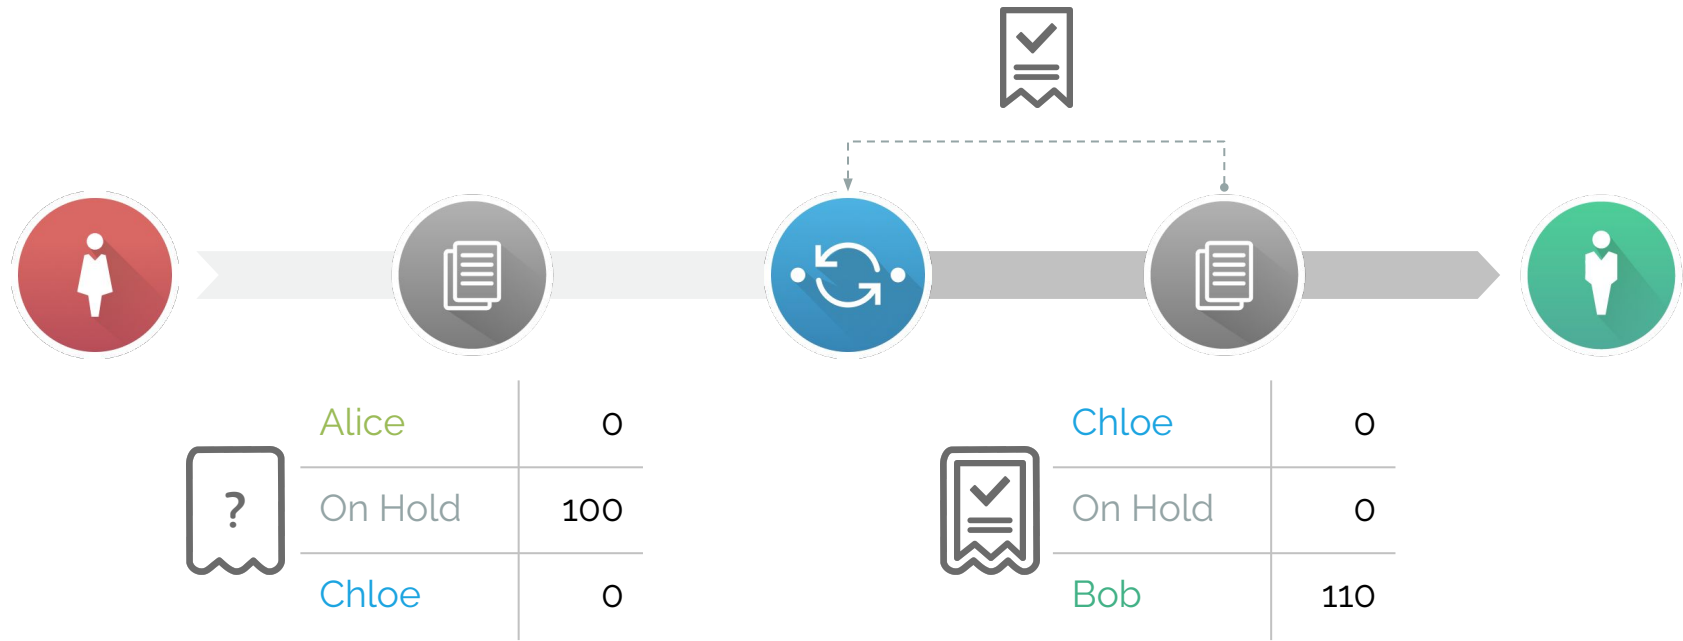 Alice 0
? On Hold 100
Chloe 0
Chloe 0
On Hold 0
Bob 110